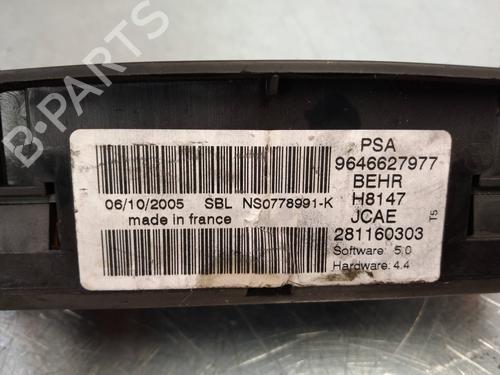 B-PARTS
PSA
9646627977
BEHR
H8147
JCAE
281160303
T5
Software: 5.0
Hardware: 4.4
06/10/2005 SBL NS0778991-K
made in france